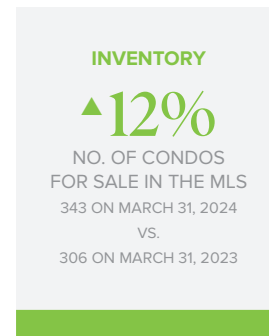 INVENTORY
▲12%
NO. OF CONDOS
FOR SALE IN THE MLS
343 ON MARCH 31, 2024
VS.
306 ON MARCH 31, 2023